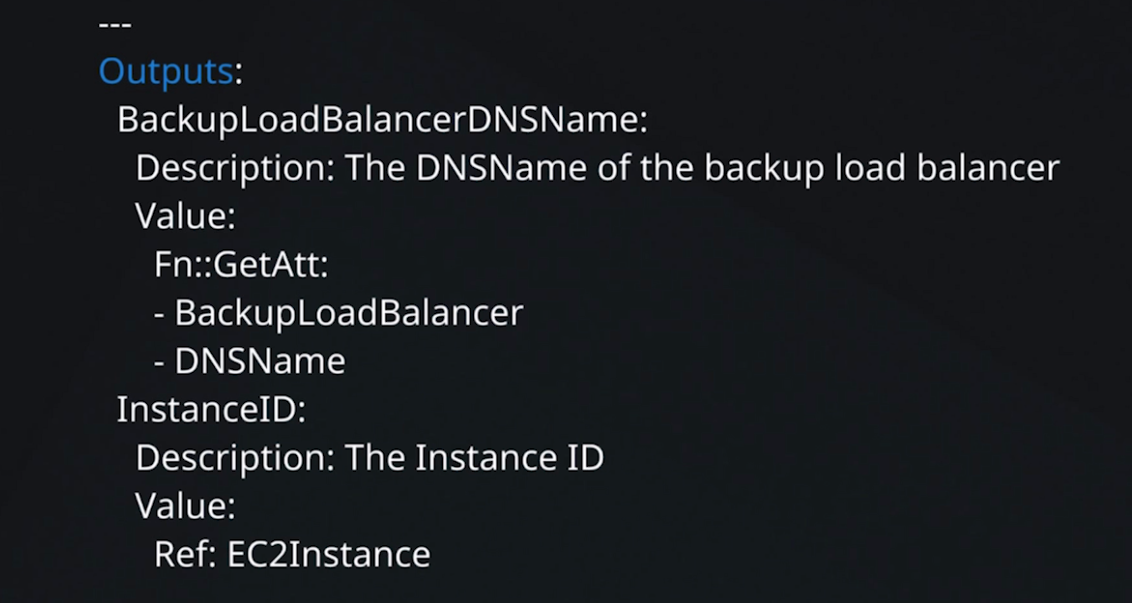 ---
Outputs:
BackupLoadBalancerDNSName:
Description: The DNSName of the backup load balancer
Value:
Fn::GetAtt:
- BackupLoadBalancer
- DNSName
InstanceID:
Description: The Instance ID
Value:
Ref: EC2Instance